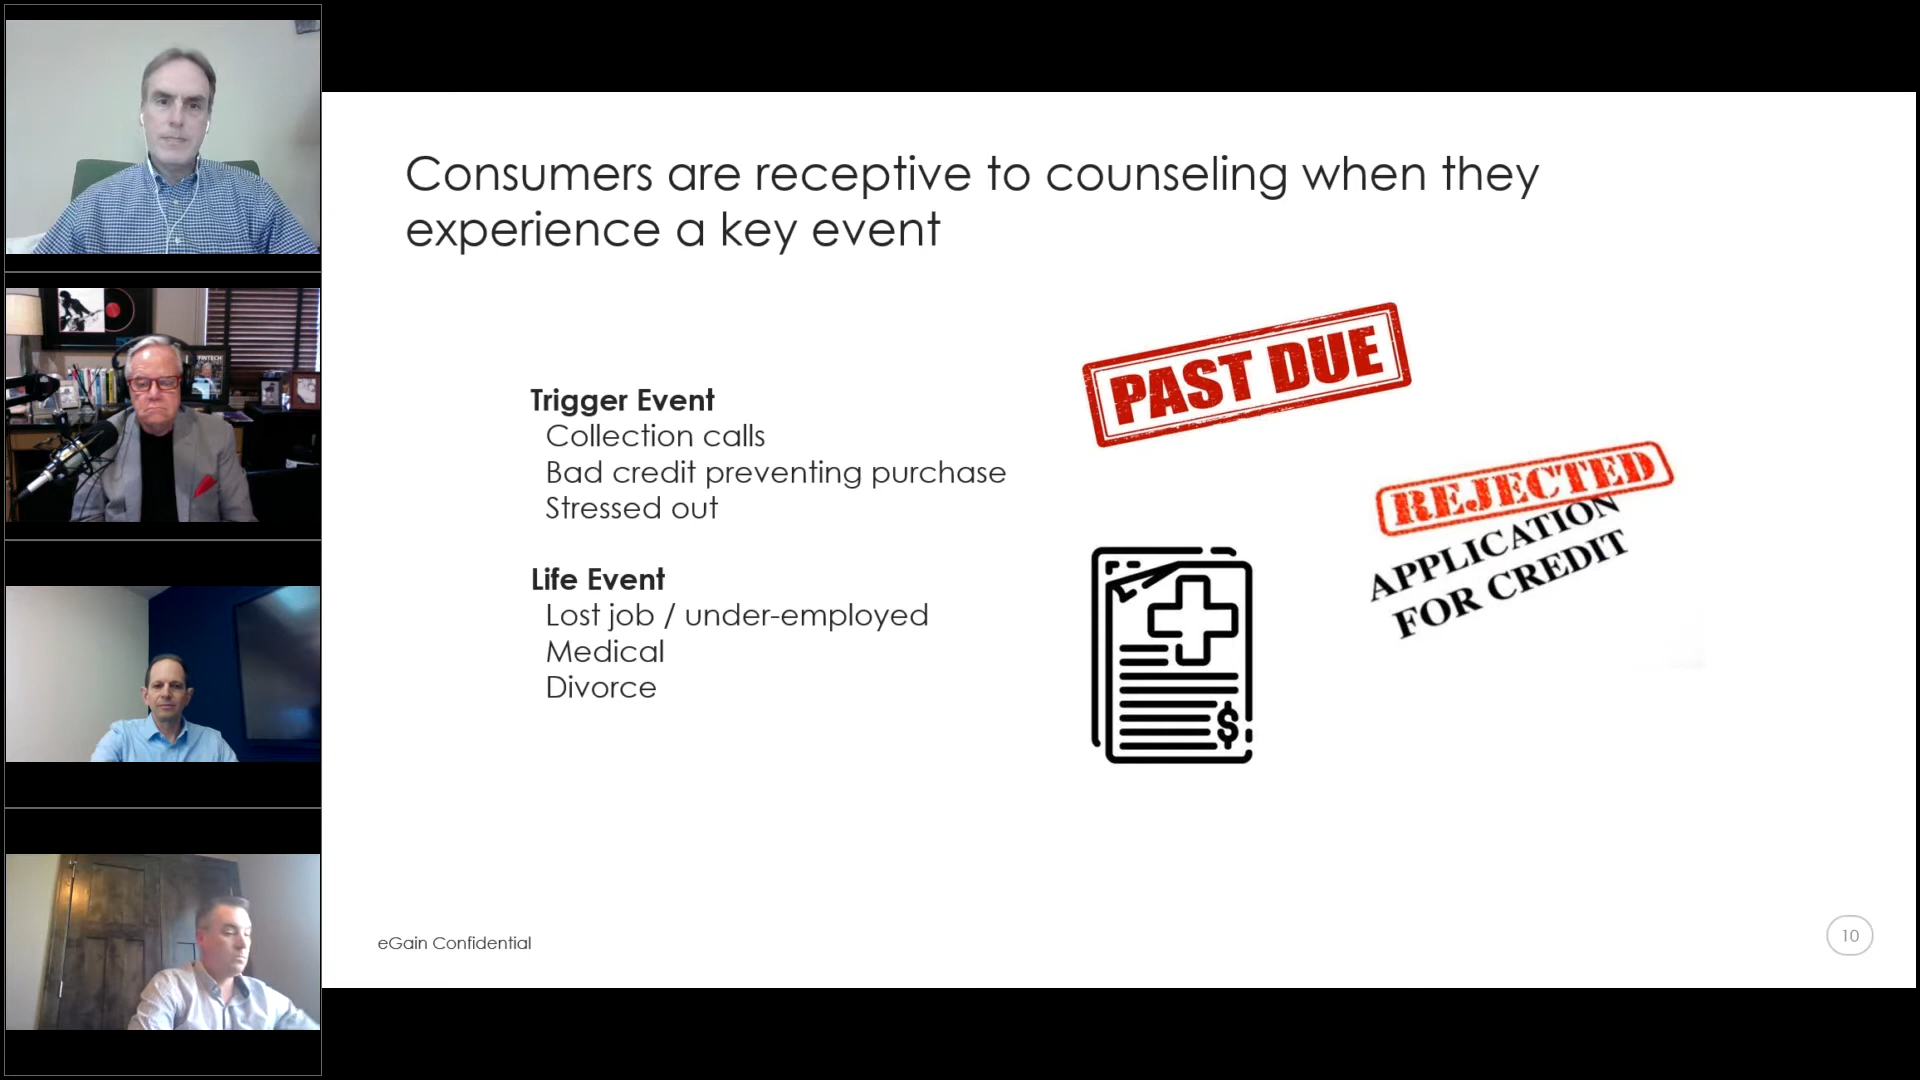 FINTECH
Consumers are receptive to counseling when they
experience a key event
Trigger Event
Collection calls
Bad credit preventing purchase
Stressed out
Life Event
Lost job / under-employed
Medical
Divorce
PAST DUE
REJECTED
APPLICATION
FOR CREDIT
$
eGain Confidential
10